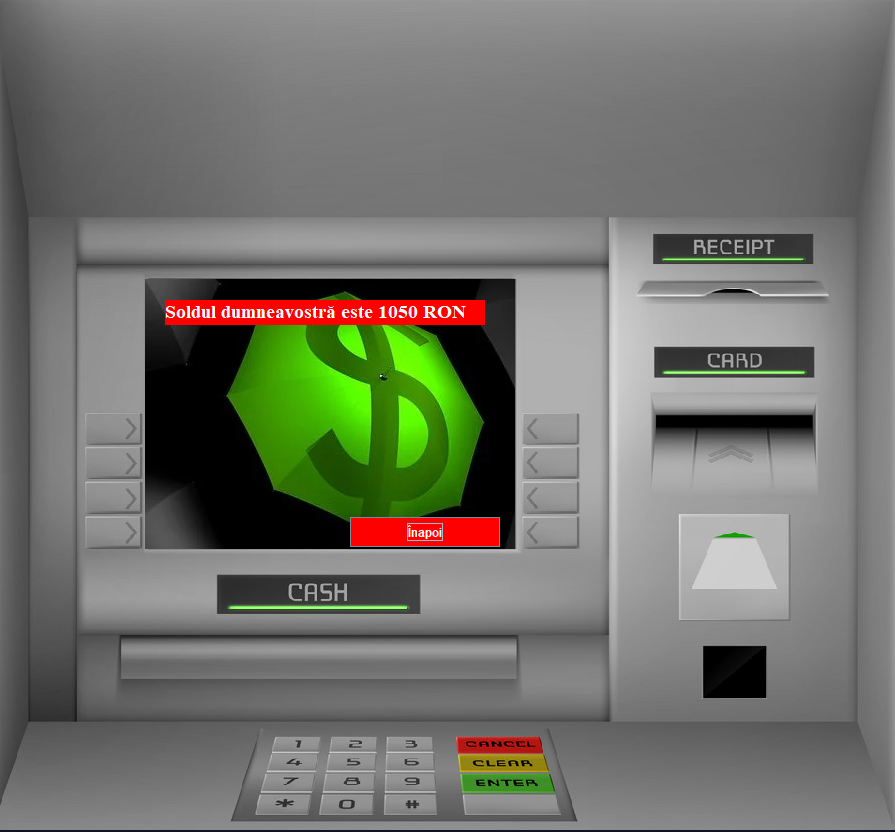 RECEIPT
Soldul dumneavostră este 1050 RON
CARD
Înapoi
CASH
1 2 3 CANCEL
4 5 6 CLEAR
7 8 9 ENTER
* 0 #